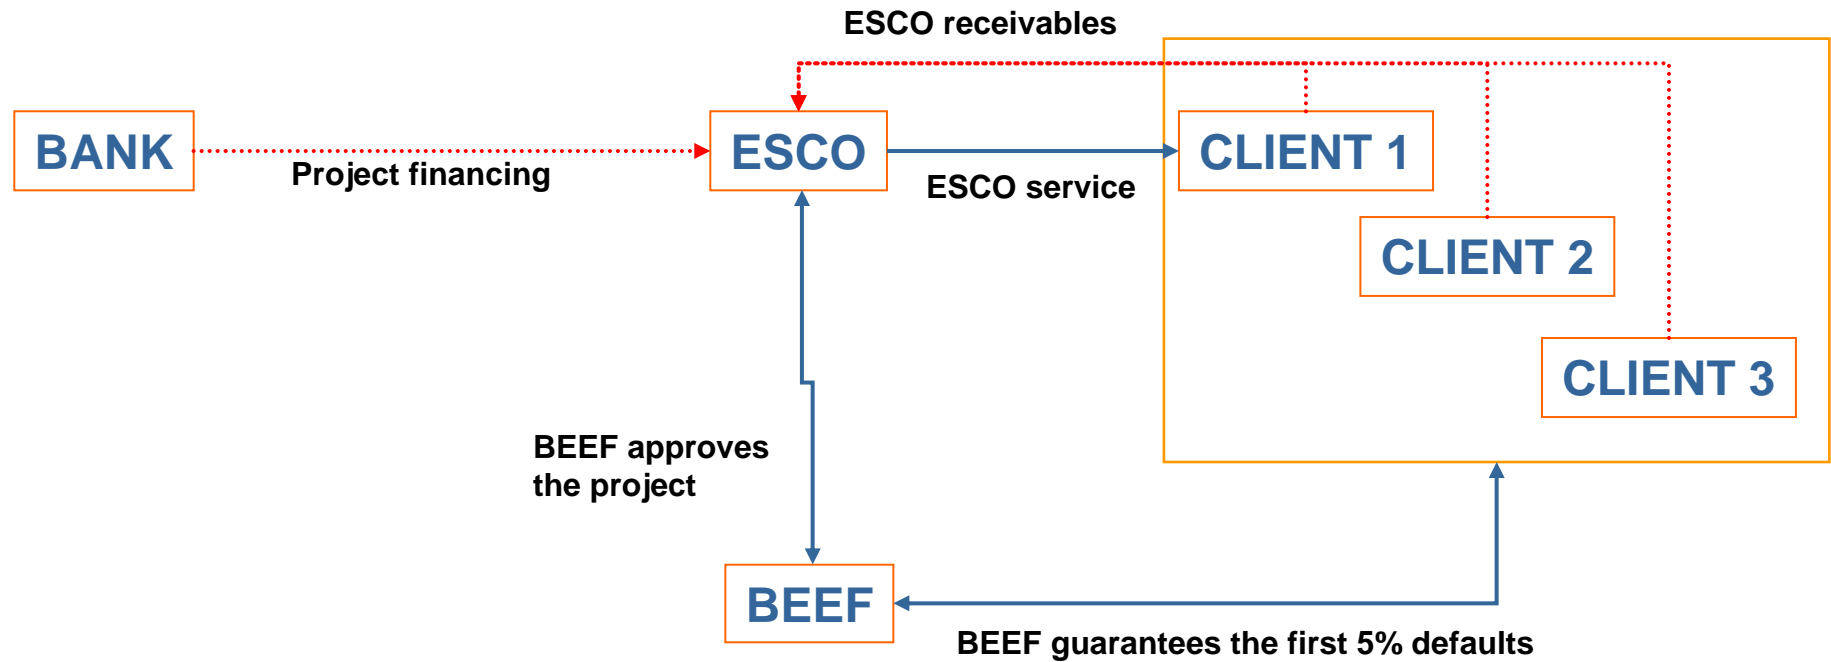 ESCO receivables
BANK
Project financing
ESCO
ESCO service
CLIENT 1
CLIENT 2
CLIENT 3
BEEF approves
the project
BEEF
BEEF guarantees the first 5% defaults